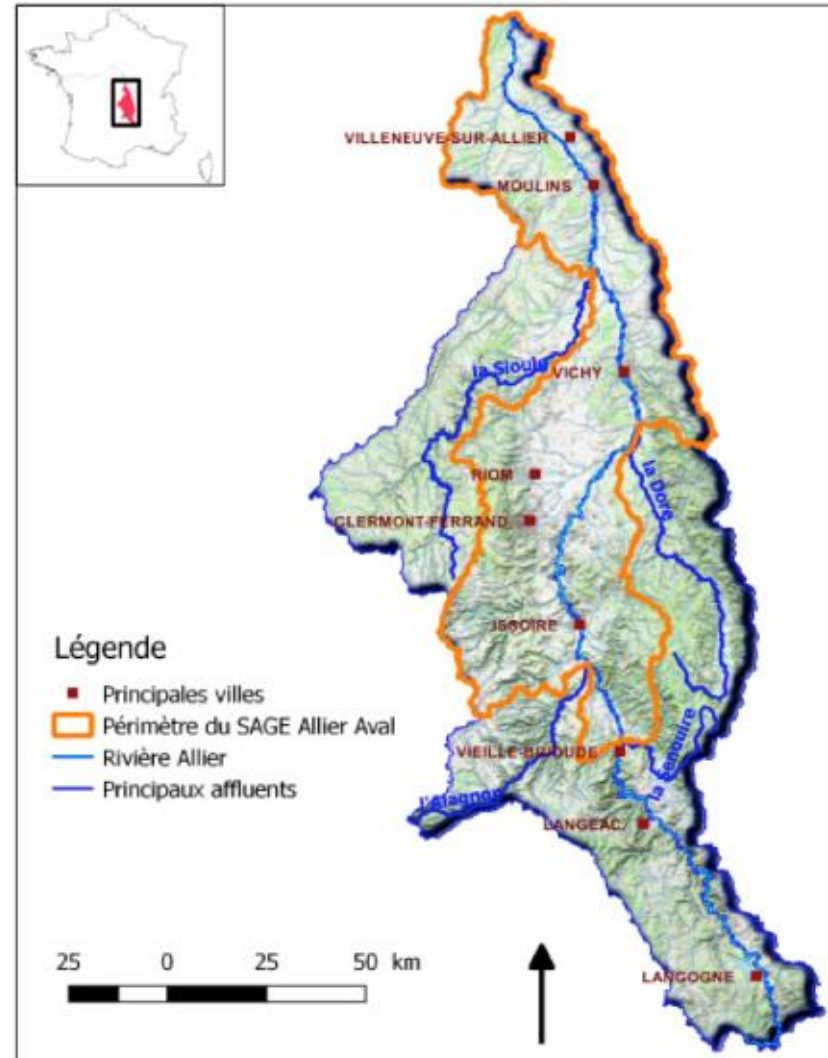 VILLENEUVE-SUR-ALLIER
MOULINS
la Sioule
VICHY
RIOM
la Dore
CLERMONT-FERRAND
ISSOIRE
Légende
Principales villes
Périmètre du SAGE Allier Aval
Rivière Allier
Principaux affluents
VIEILLE-BRIOUDE
la Senouire
l'Alagnon
LANGEAC
25 0 25 50 km
LANGOGNE